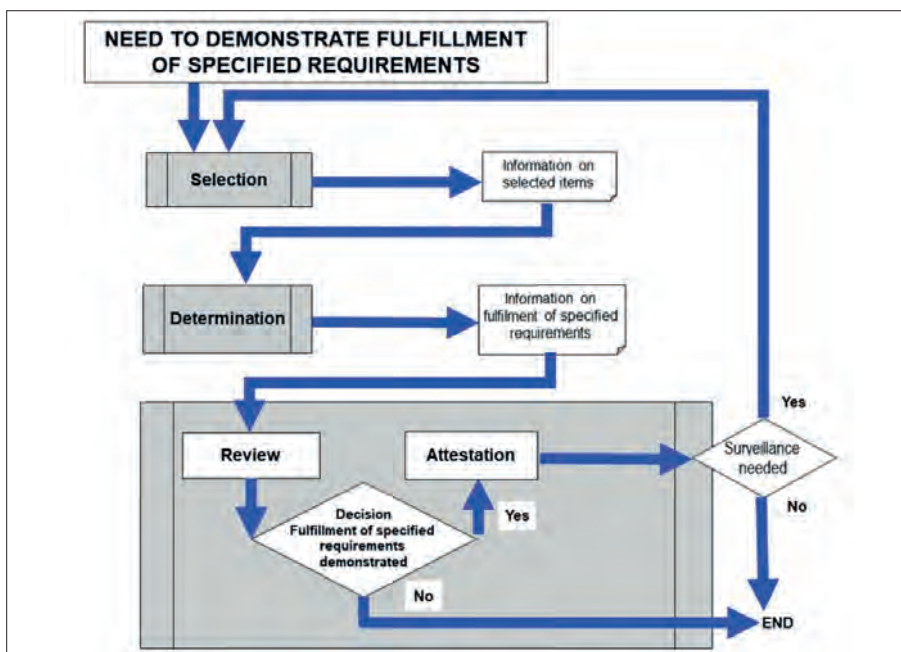 NEED TO DEMONSTRATE FULFILLMENT
OF SPECIFIED REQUIREMENTS
Selection
Information on
selected items
Determination
Information on
fulfilment of specified
requirements
Review
Attestation
Yes
Surveillance
needed
Decision
Fulfillment of specified
requirements
demonstrated
Yes
No
No
END